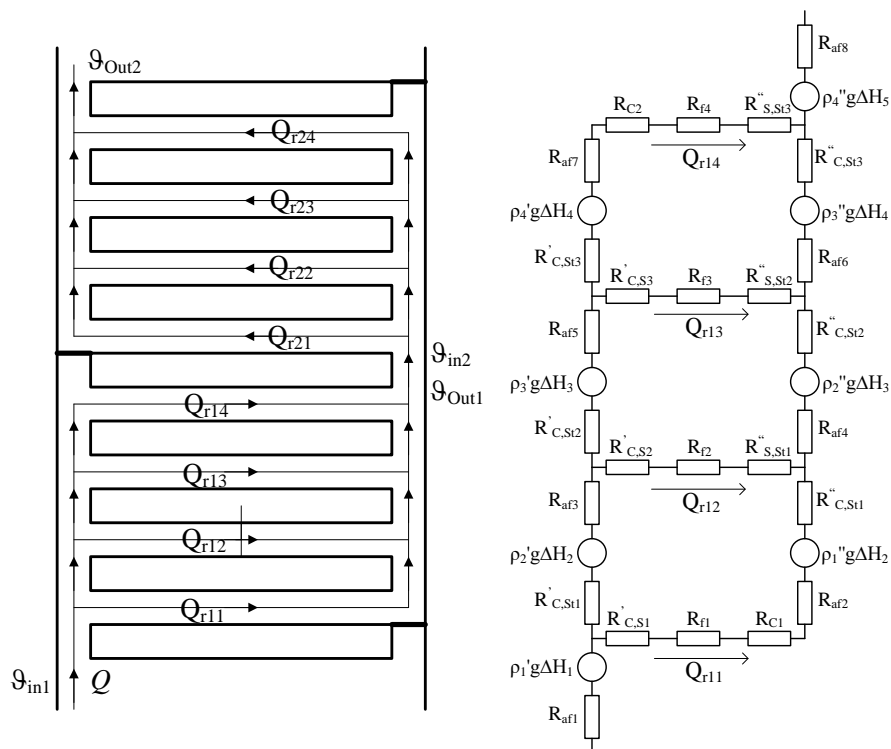 ϑOut2
Qr24
Qr23
Qr22
Qr21
ϑin2
ϑOut1
Qr14
Qr13
Qr12
Qr11
ϑin1
Q
Raf8
ρ4''gΔH5
RC2
Rf4
R“S,St3
Qr14
R“C,St3
Raf7
ρ4'gΔH4
ρ3''gΔH4
R'C,St3
Raf6
R'C,S3
Rf3
R“S,St2
Qr13
Raf5
R“C,St2
ρ3'gΔH3
ρ2''gΔH3
R'C,St2
Raf4
R'C,S2
Rf2
R“S,St1
Qr12
Raf3
R“C,St1
ρ2'gΔH2
ρ1''gΔH2
R'C,St1
Raf2
R'C,S1
Rf1
RC1
Qr11
ρ1'gΔH1
Raf1